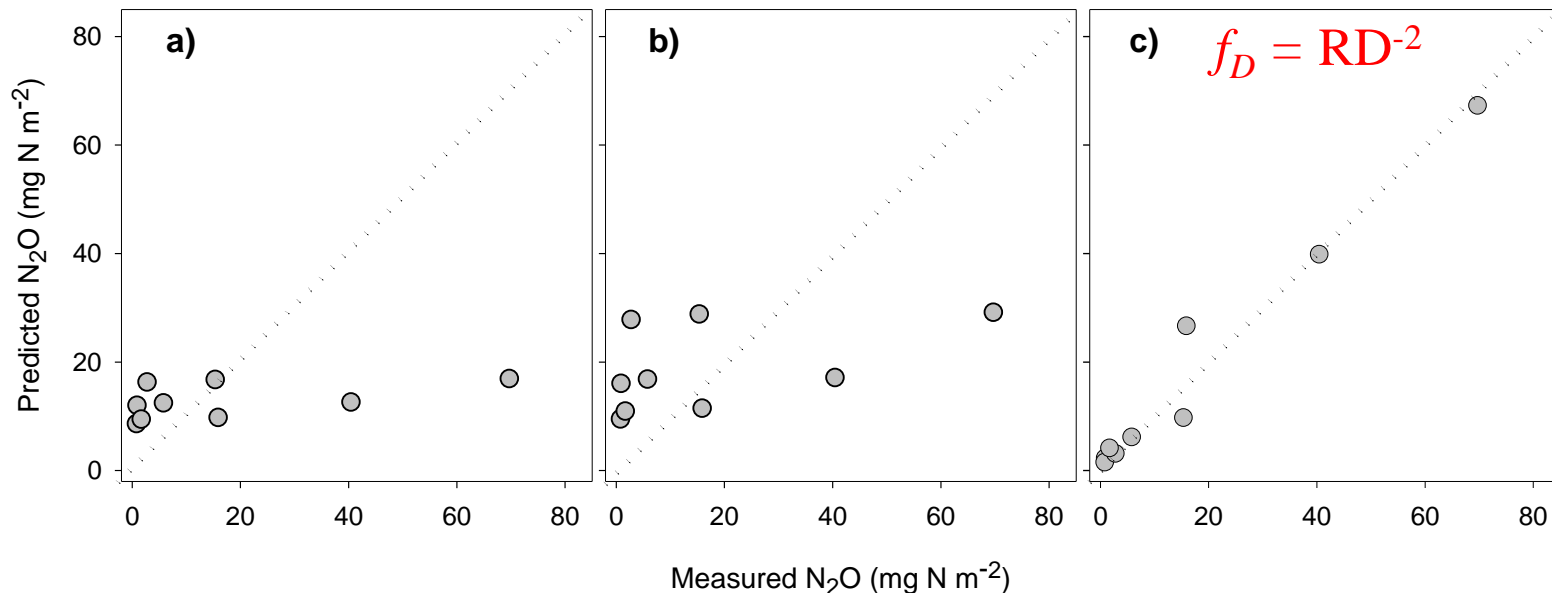 a)
b)
c)
f_D = RD⁻²
Predicted N₂O (mg N m⁻²)
80
60
40
20
0
0 20 40 60 80
0 20 40 60 80
0 20 40 60 80
Measured N₂O (mg N m⁻²)